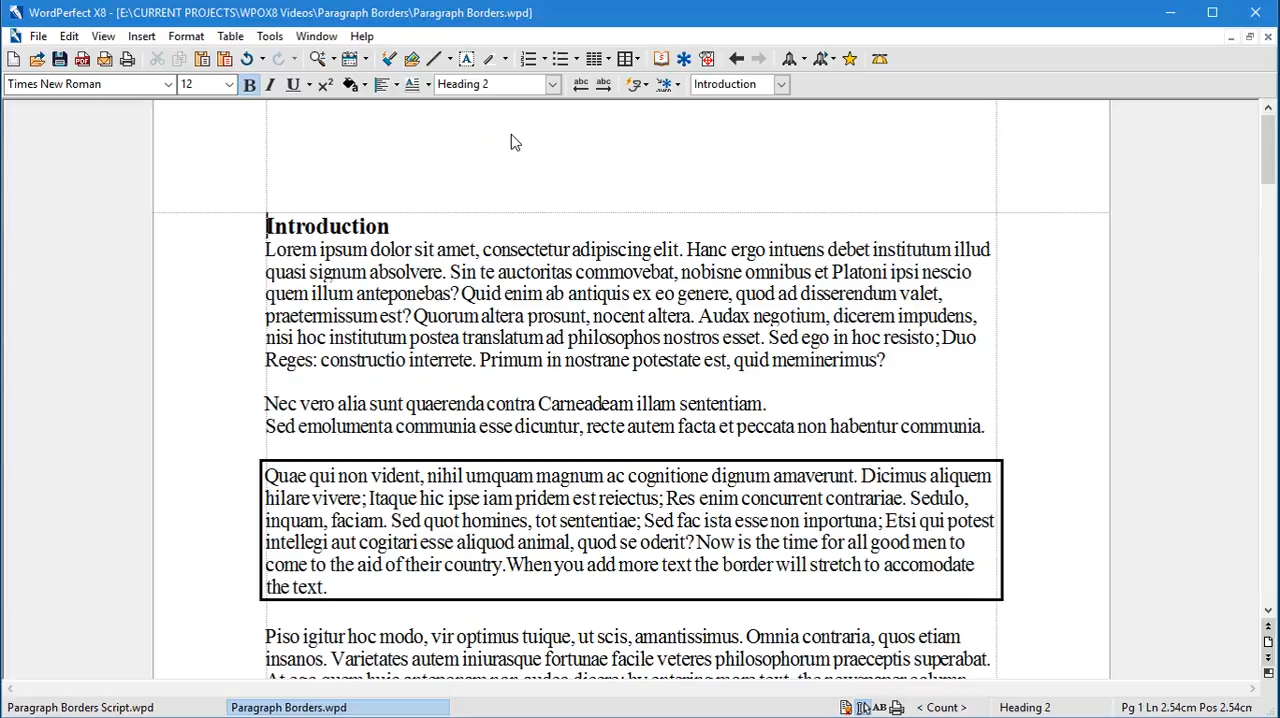 WordPerfect X8 - [E:\CURRENT PROJECTS\WPOX8 Videos\Paragraph Borders\Paragraph Borders.wpd]
File Edit View Insert Format Table Tools Window Help
Times New Roman 12 B I U x² Heading 2 abc abc Introduction
Introduction
Lorem ipsum dolor sit amet, consectetur adipiscing elit. Hanc ergo intuens debet institutum illud
quasi signum absolvere. Sin te auctoritas commovebat, nobisne omnibus et Platoni ipsi nescio
quem illum anteponebas? Quid enim ab antiquis ex eo genere, quod ad disserendum valet,
praetermissum est? Quorum altera prosunt, nocent altera. Audax negotium, dicerem impudens,
nisi hoc institutum postea translatum ad philosophos nostros esset. Sed ego in hoc resisto; Duo
Reges: constructio interrete. Primum in nostrane potestate est, quid meminerimus?
Nec vero alia sunt quaerenda contra Carneadeam illam sententiam.
Sed emolumenta communia esse dicuntur, recte autem facta et peccata non habentur communia.
Quae qui non vident, nihil umquam magnum ac cognitione dignum amaverunt. Dicimus aliquem
hilare vivere; Itaque hic ipse iam pridem est reiectus; Res enim concurrent contrariae. Sedulo,
inquam, faciam. Sed quot homines, tot sententiae; Sed fac ista esse non inportuna; Etsi qui potest
intellegi aut cogitari esse aliquod animal, quod se oderit? Now is the time for all good men to
come to the aid of their country.When you add more text the border will stretch to accomodate
the text.
Piso igitur hoc modo, vir optimus tuique, ut scis, amantissimus. Omnia contraria, quos etiam
insanos. Varietates autem iniurasque fortunae facile veteres philosophorum praeceptis superabat.
Paragraph Borders Script.wpd Paragraph Borders.wpd AB < Count > Heading 2 Pg 1 Ln 2.54cm Pos 2.54cm